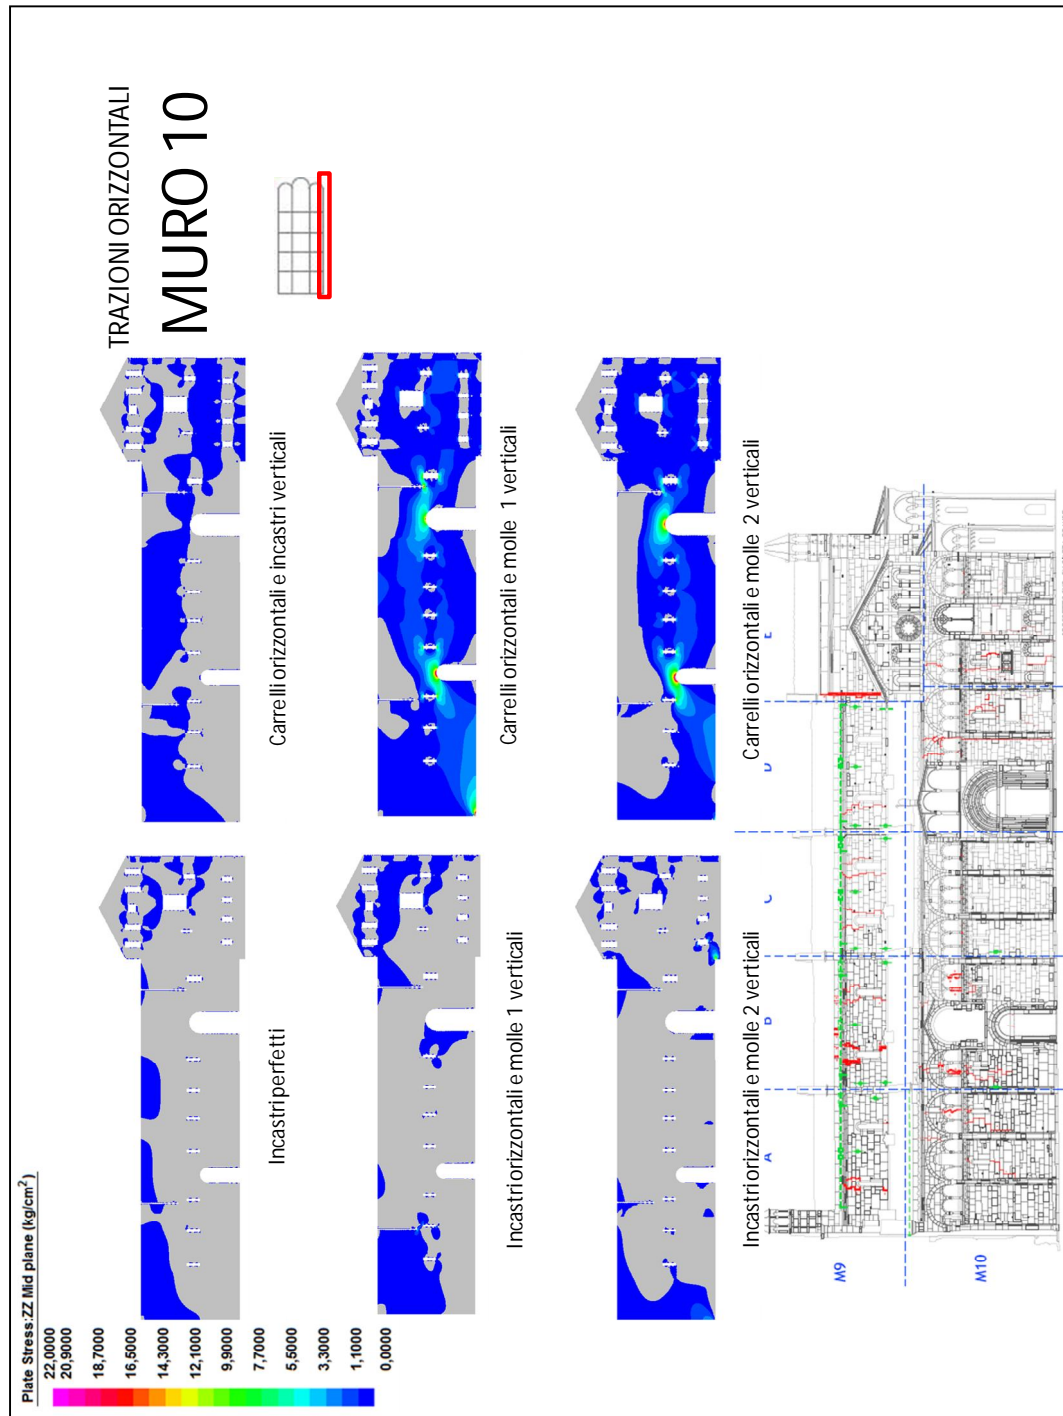 TRAZIONI ORIZZONTALI
MURO 10
Plate Stress:ZZ Mid plane (kg/cm²)
22,0000
20,9000
18,7000
16,5000
14,3000
12,1000
9,9000
7,7000
5,5000
3,3000
1,1000
0,0000
Incastri perfetti
Carrelli orizzontali e incastri verticali
Incastri orizzontali e molle 1 verticali
Carrelli orizzontali e molle 1 verticali
Incastri orizzontali e molle 2 verticali
Carrelli orizzontali e molle 2 verticali
A
B
C
D
E
M9
M10